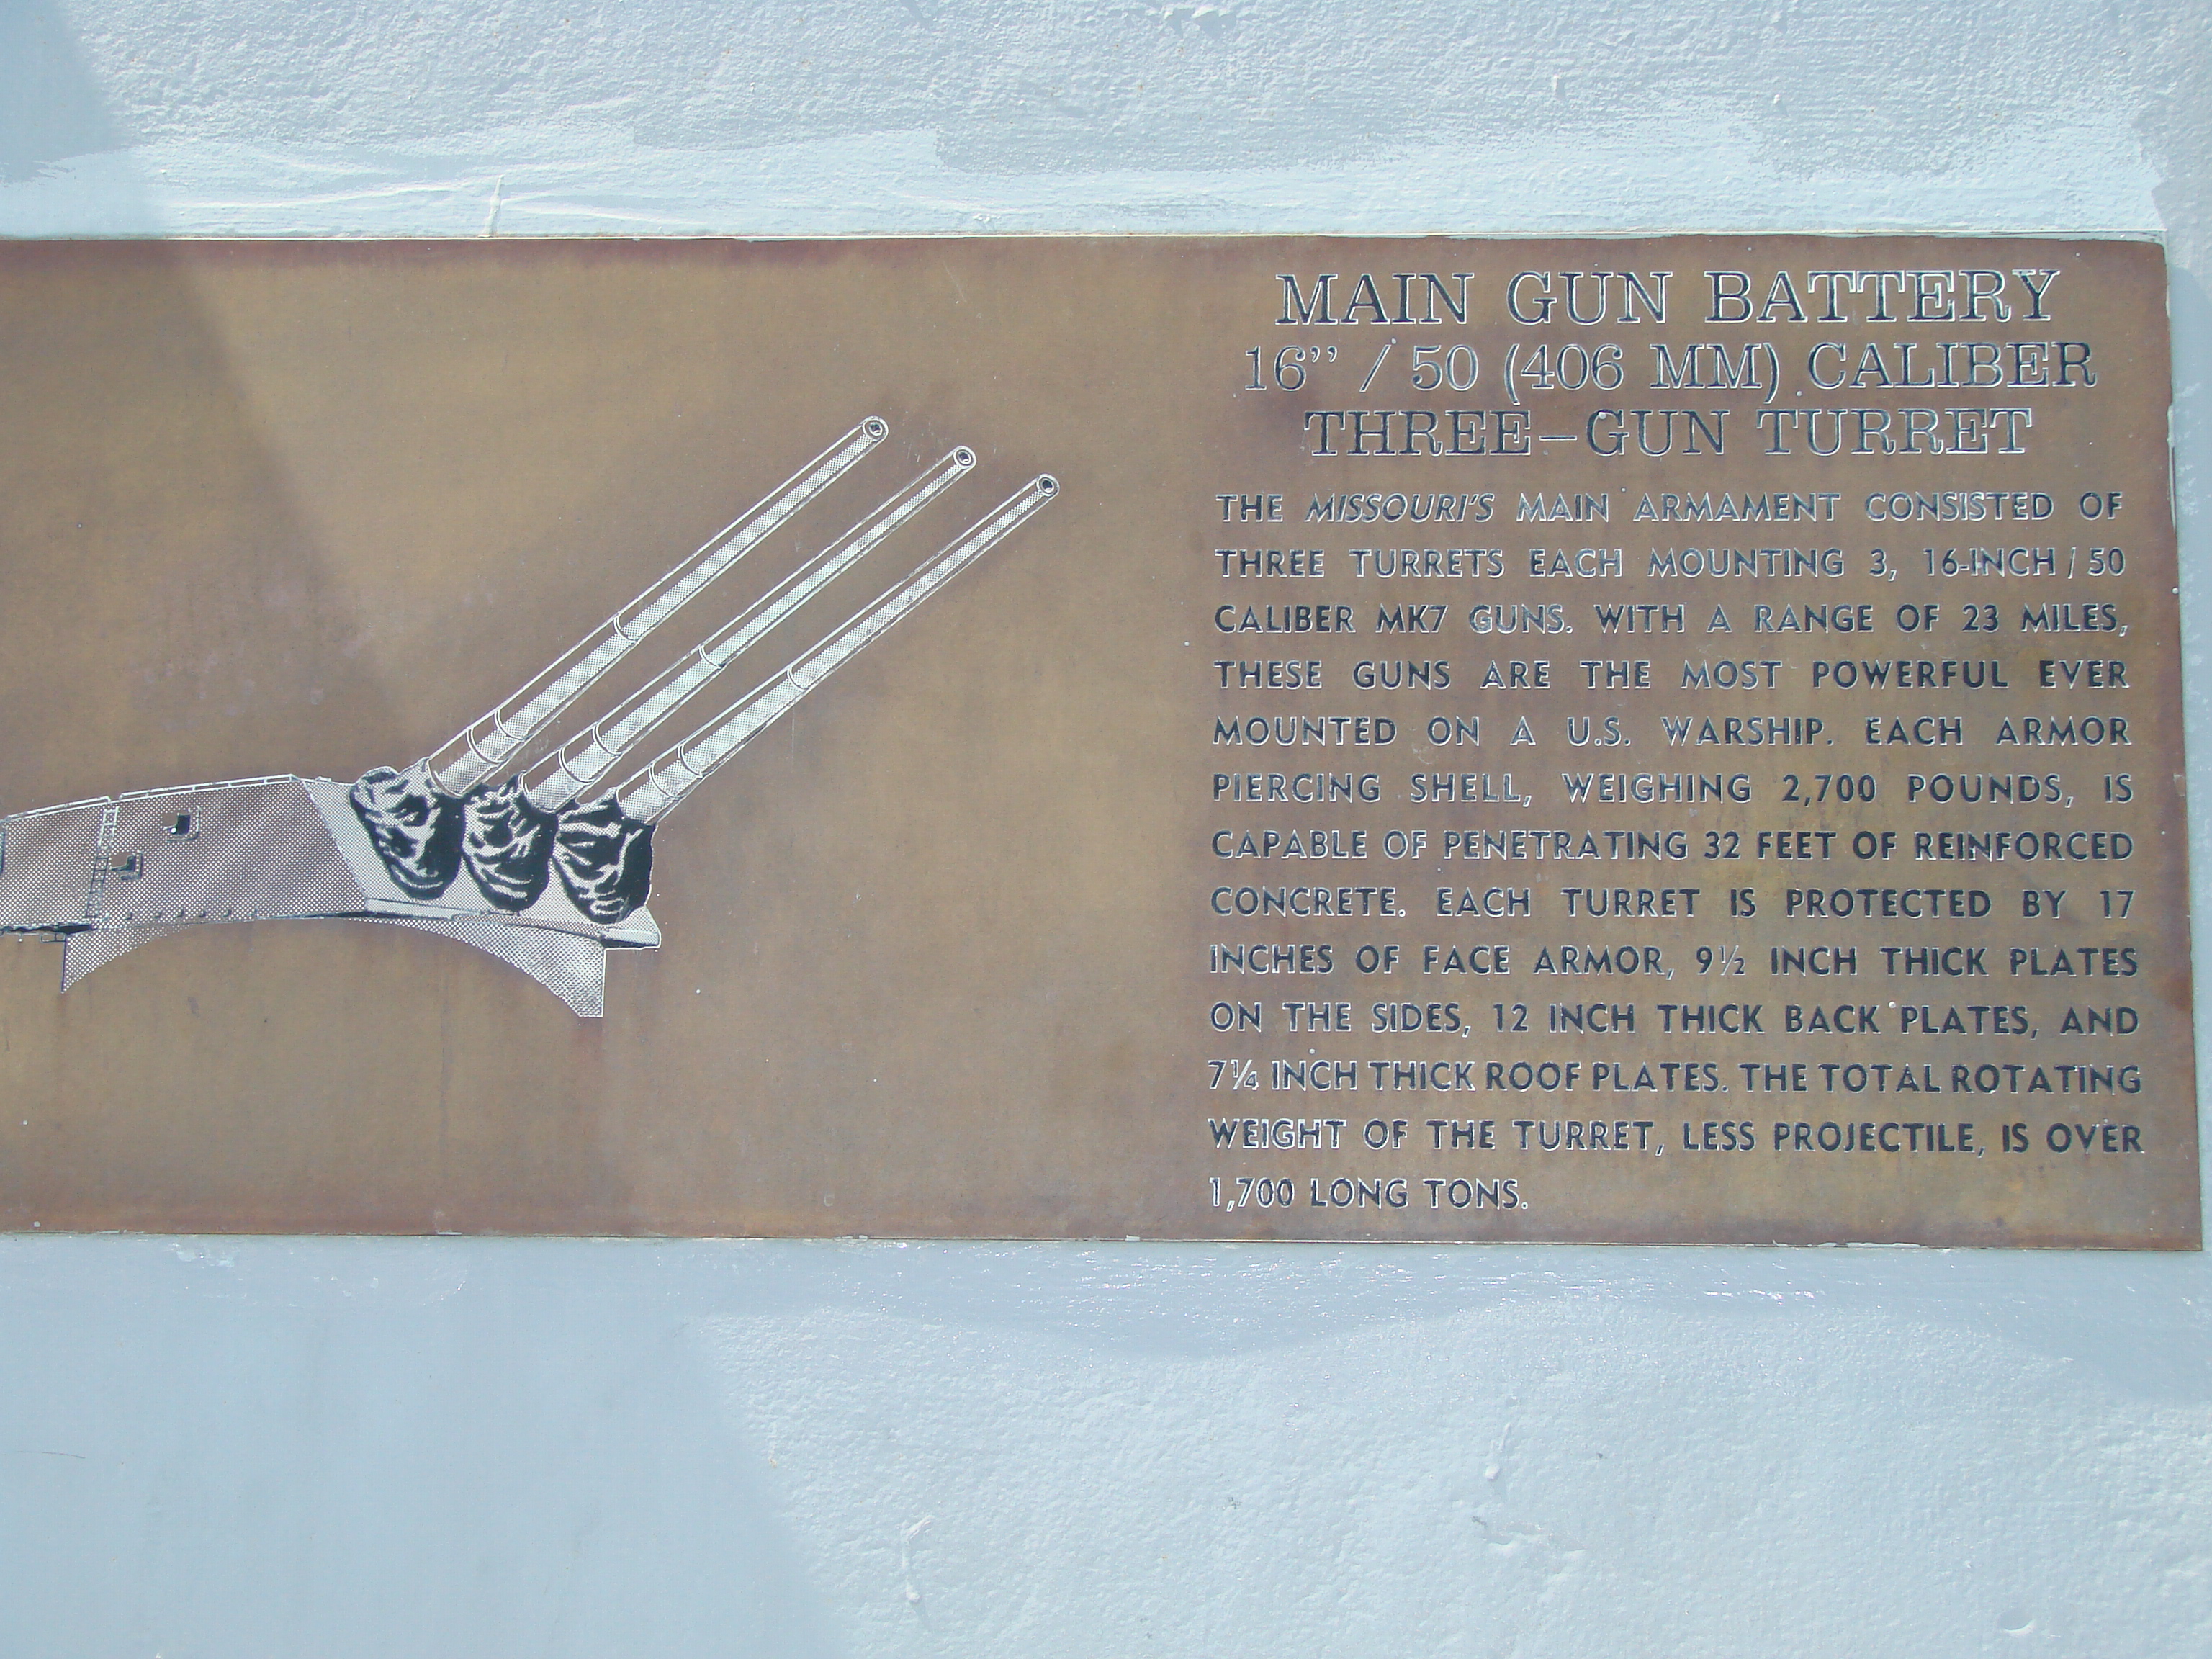 MAIN GUN BATTERY
16” / 50 (406 MM) CALIBER
THREE–GUN TURRET
THE MISSOURI'S MAIN ARMAMENT CONSISTED OF
THREE TURRETS EACH MOUNTING 3, 16-INCH / 50
CALIBER MK7 GUNS. WITH A RANGE OF 23 MILES,
THESE GUNS ARE THE MOST POWERFUL EVER
MOUNTED ON A U.S. WARSHIP. EACH ARMOR
PIERCING SHELL, WEIGHING 2,700 POUNDS, IS
CAPABLE OF PENETRATING 32 FEET OF REINFORCED
CONCRETE. EACH TURRET IS PROTECTED BY 17
INCHES OF FACE ARMOR, 9½ INCH THICK PLATES
ON THE SIDES, 12 INCH THICK BACK PLATES, AND
7¼ INCH THICK ROOF PLATES. THE TOTAL ROTATING
WEIGHT OF THE TURRET, LESS PROJECTILE, IS OVER
1,700 LONG TONS.